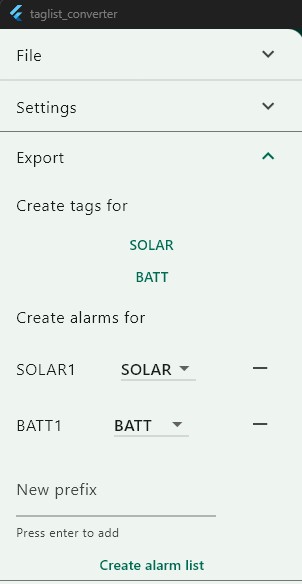 taglist_converter
File
Settings
Export
Create tags for
SOLAR
BATT
Create alarms for
SOLAR1 SOLAR
BATT1 BATT
New prefix
Press enter to add
Create alarm list